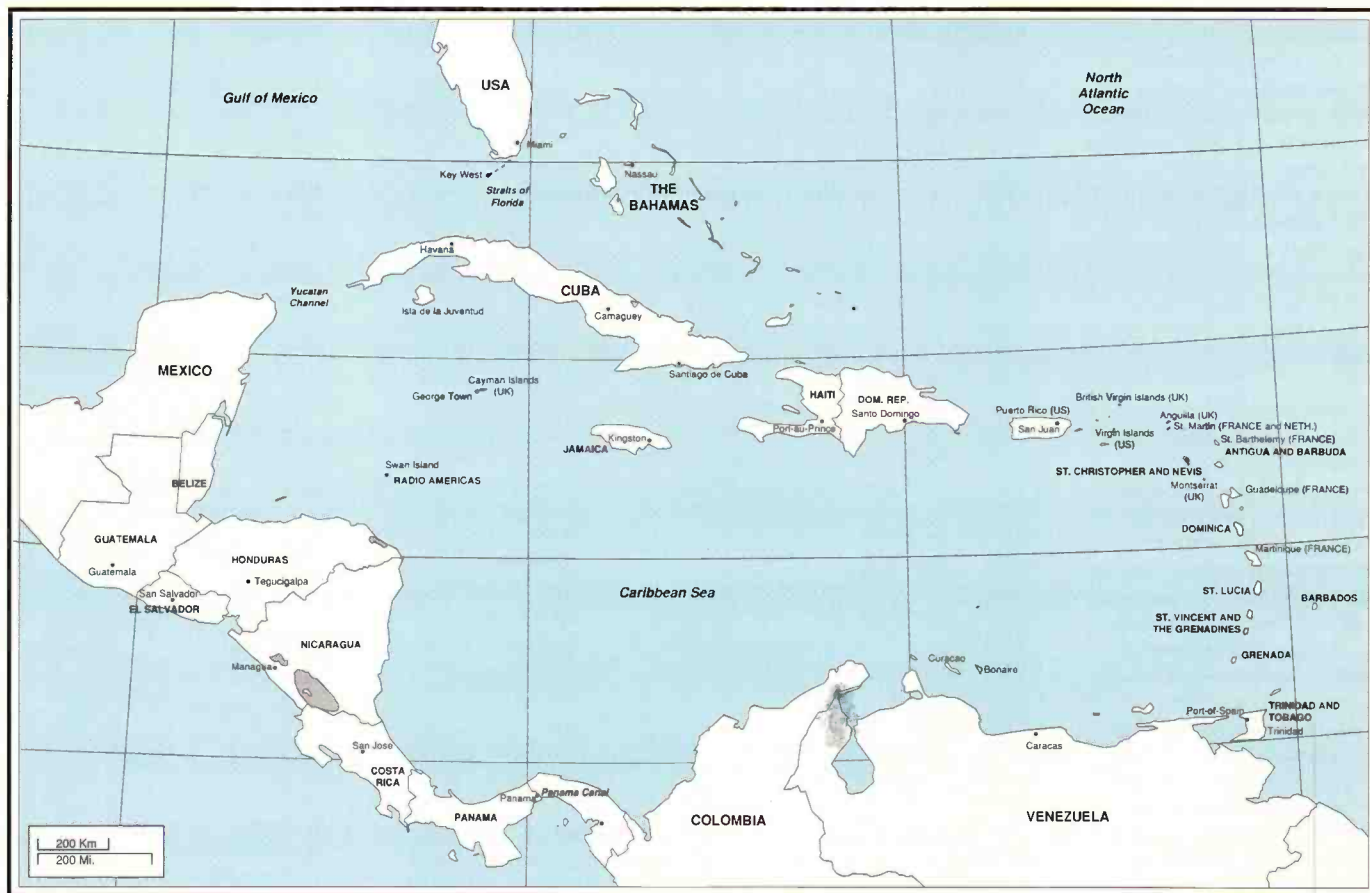 USA
Gulf of Mexico
North
Atlantic
Ocean
Miami
Key West
Straits of
Florida
Nassau
THE
BAHAMAS
Havana
Yucatan
Channel
Isla de la Juventud
CUBA
Camaguey
Santiago de Cuba
MEXICO
Cayman Islands
(UK)
George Town
HAITI
DOM. REP.
Santo Domingo
Port-au-Prince
Puerto Rico (US)
San Juan
British Virgin Islands (UK)
Virgin Islands
(US)
Anguilla (UK)
St. Martin (FRANCE and NETH.)
St. Barthelemy (FRANCE)
ANTIGUA AND BARBUDA
ST. CHRISTOPHER AND NEVIS
Montserrat
(UK)
Guadeloupe (FRANCE)
Kingston
JAMAICA
Swan Island
RADIO AMERICAS
BELIZE
GUATEMALA
Guatemala
HONDURAS
Tegucigalpa
San Salvador
EL SALVADOR
NICARAGUA
Managua
Caribbean Sea
DOMINICA
Martinique (FRANCE)
ST. LUCIA
BARBADOS
ST. VINCENT AND
THE GRENADINES
GRENADA
Curacao
Bonaire
Port-of-Spain
TRINIDAD AND
TOBAGO
Trinidad
San Jose
COSTA
RICA
Panama
Panama Canal
PANAMA
COLOMBIA
Caracas
VENEZUELA
200 Km
200 Mi.